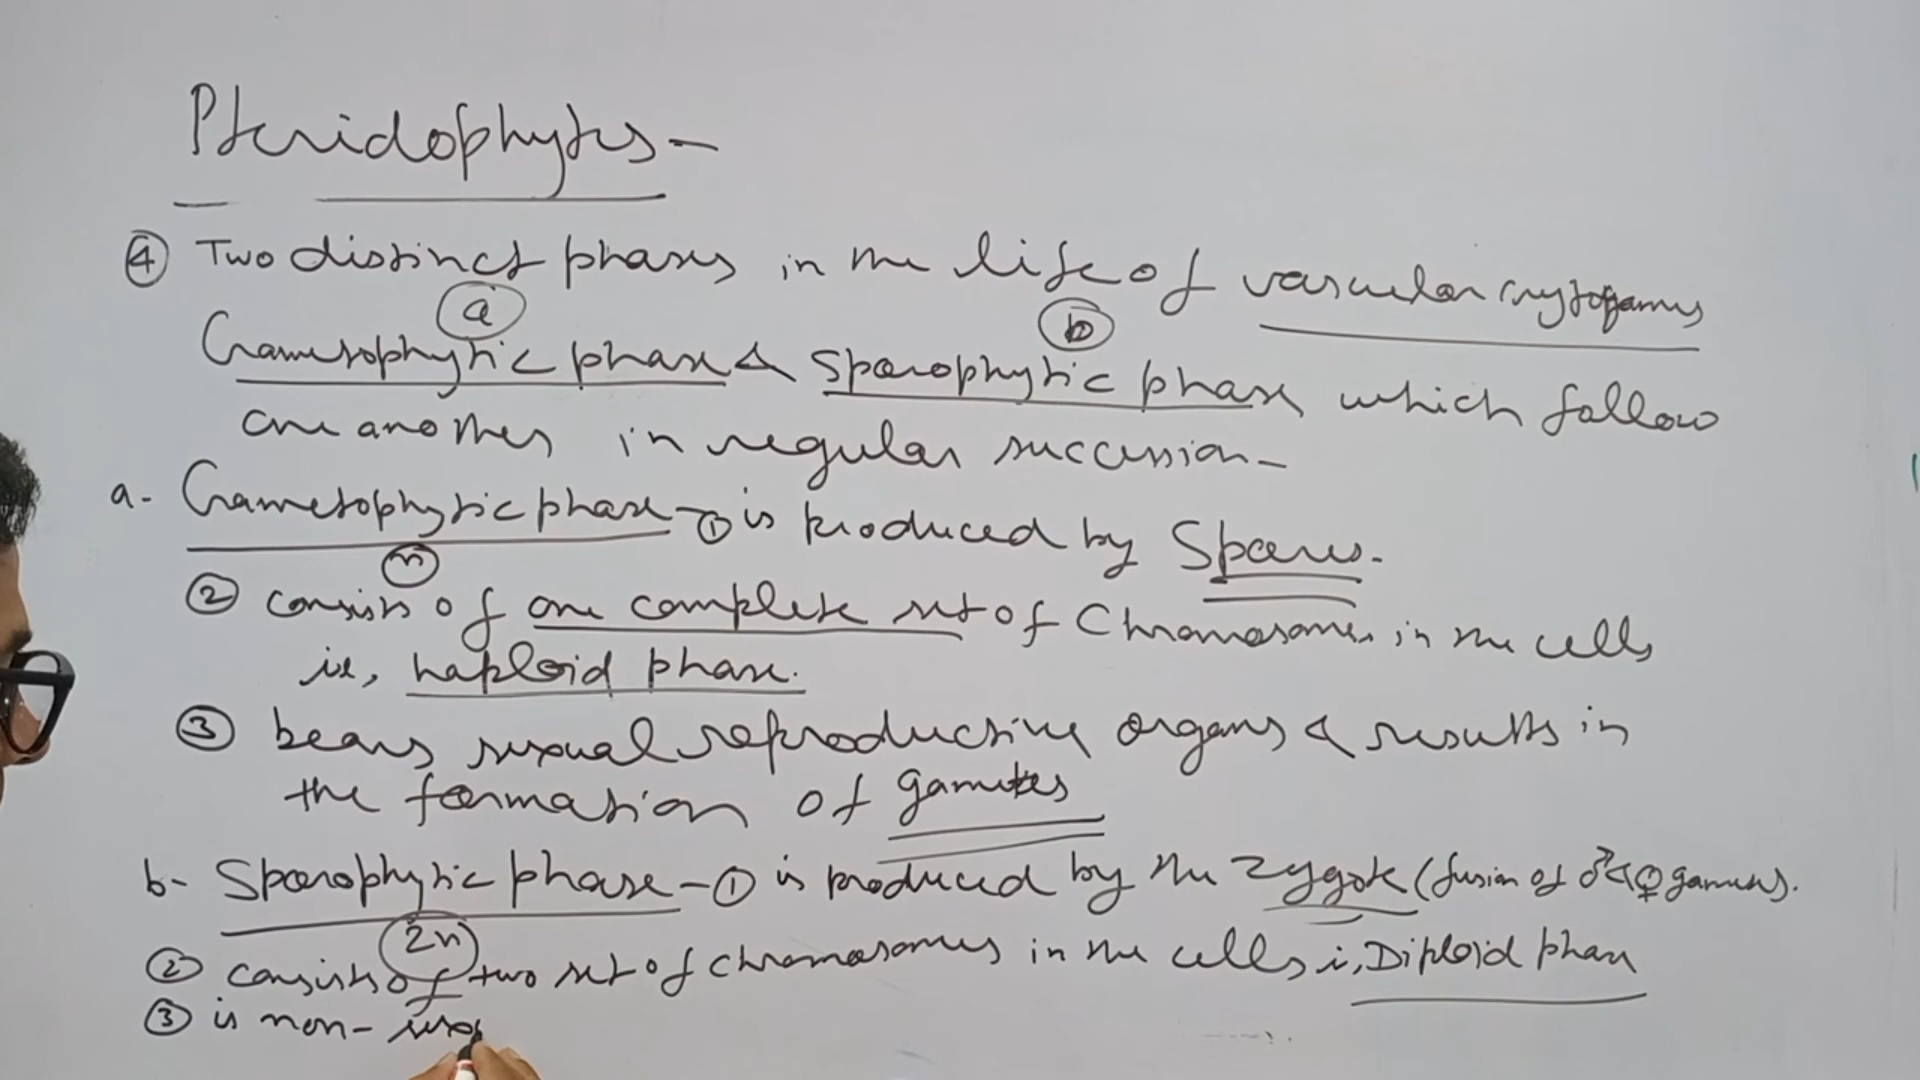 Pteridophytes -
④ Two distinct phases in the life of vascular cryptogams
ⓐ ⓑ
Gametophytic phase & Sporophytic phase which follow
one another in regular succession -
a- Gametophytic phase - ① is produced by Spores.
n
② consists of one complete set of Chromosomes in the cells
ie, haploid phase.
③ bears sexual reproductive organs & results in
the formation of gametes
b- Sporophytic phase - ① is produced by the zygote (fusion of ♂ & ♀ gametes).
2n
② consists of two set of chromosomes in the cells i, Diploid phase
③ is non-